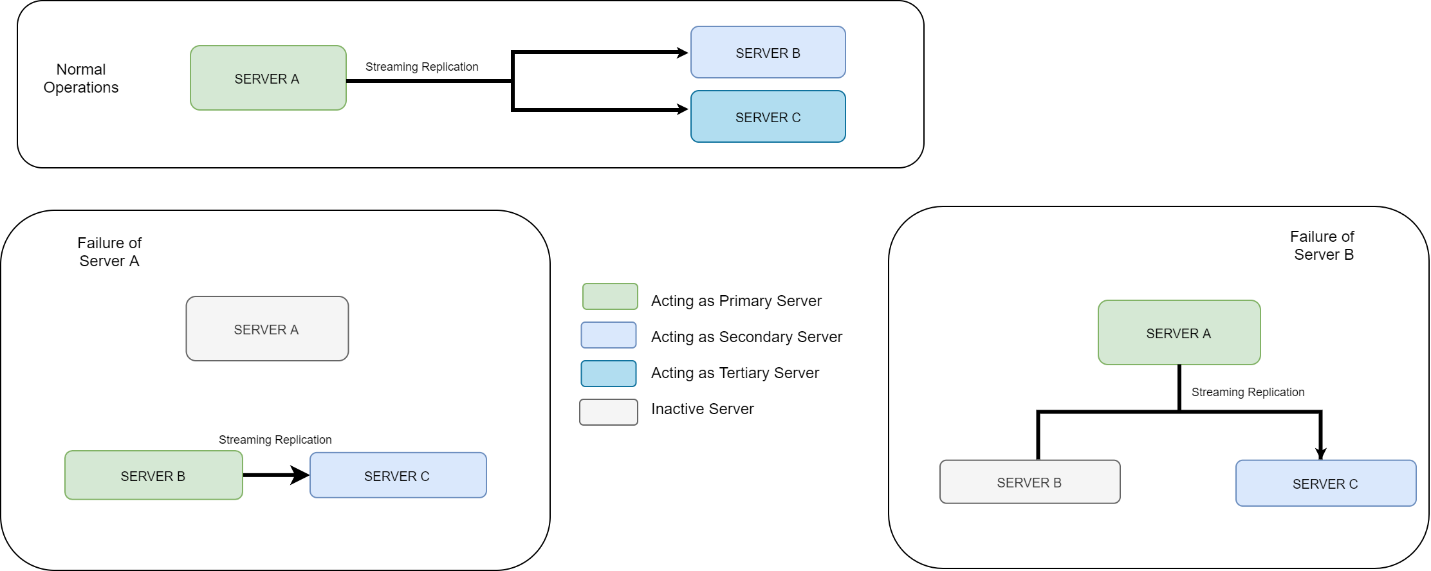 Normal
Operations
SERVER A
Streaming Replication
SERVER B
SERVER C
Failure of
Server A
SERVER A
Streaming Replication
SERVER B
SERVER C
Acting as Primary Server
Acting as Secondary Server
Acting as Tertiary Server
Inactive Server
Failure of
Server B
SERVER A
Streaming Replication
SERVER B
SERVER C